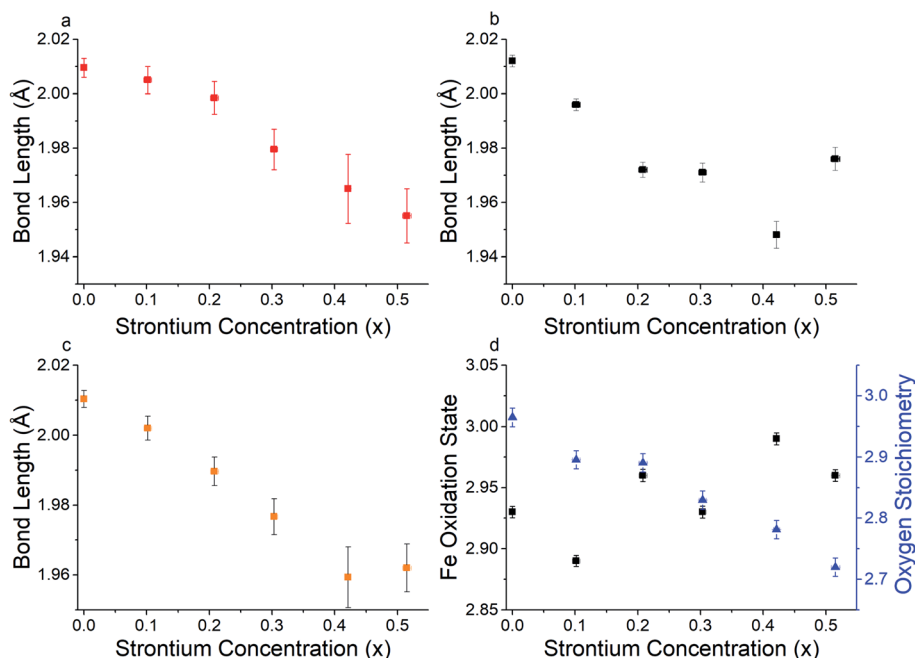 a
2.02
2.00
1.98
1.96
1.94
Bond Length (Å)
0.0 0.1 0.2 0.3 0.4 0.5
Strontium Concentration (x)
b
2.02
2.00
1.98
1.96
1.94
Bond Length (Å)
0.0 0.1 0.2 0.3 0.4 0.5
Strontium Concentration (x)
c
2.02
2.00
1.98
1.96
Bond Length (Å)
0.0 0.1 0.2 0.3 0.4 0.5
Strontium Concentration (x)
d
3.05
3.00
2.95
2.90
2.85
Fe Oxidation State
3.0
2.9
2.8
2.7
Oxygen Stoichiometry
0.0 0.1 0.2 0.3 0.4 0.5
Strontium Concentration (x)